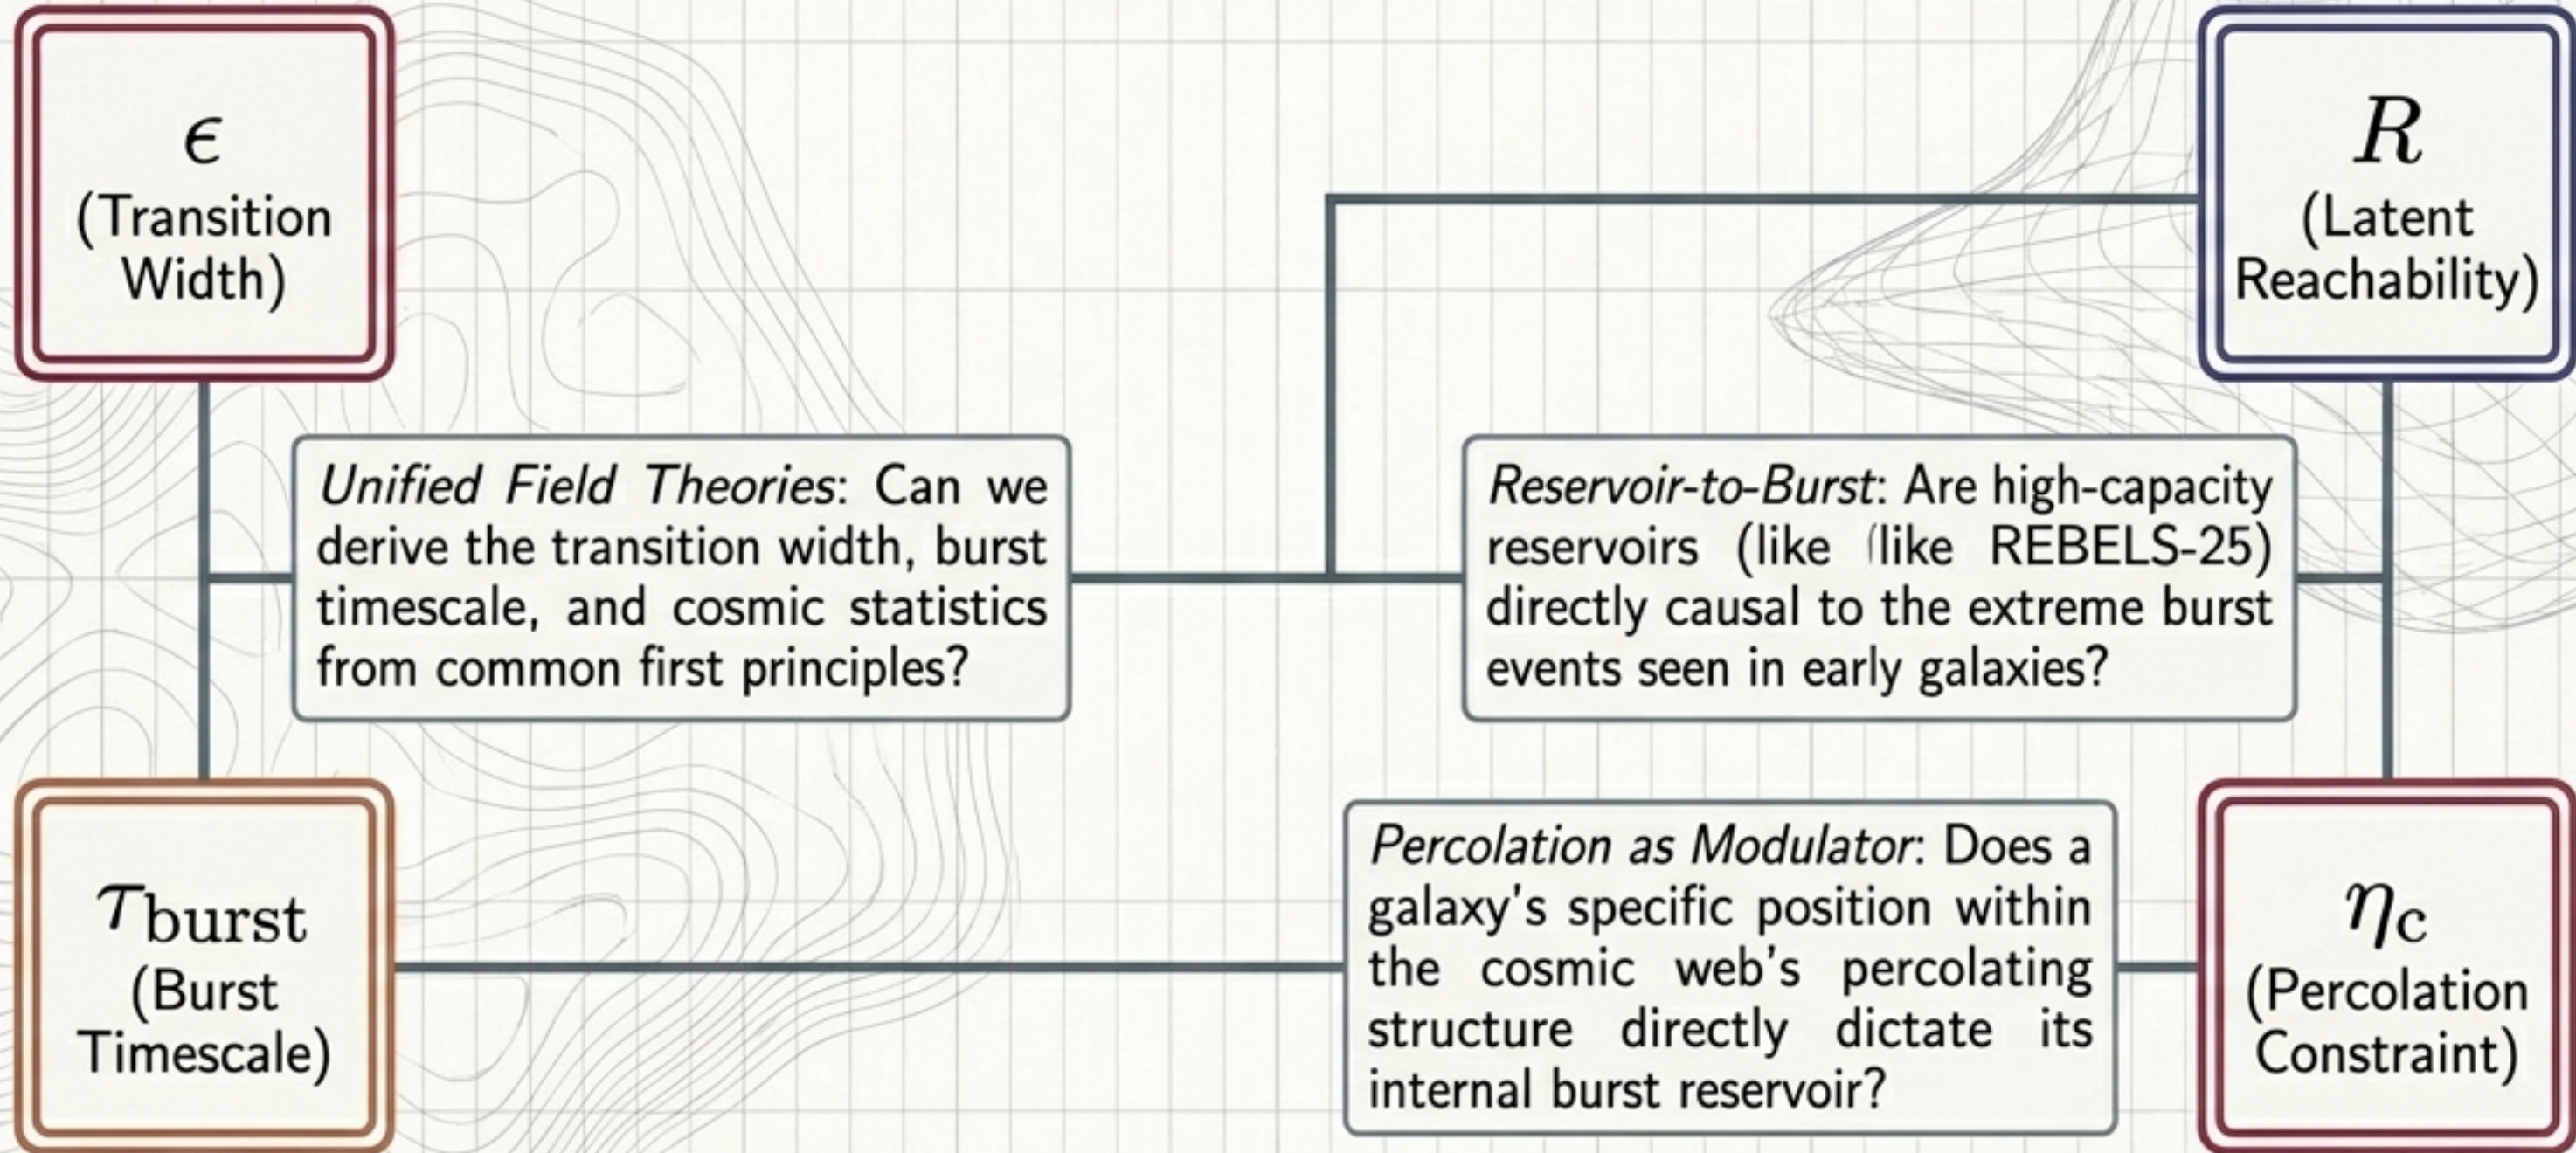 ϵ
(Transition
Width)
R
(Latent
Reachability)
Unified Field Theories: Can we
derive the transition width, burst
timescale, and cosmic statistics
from common first principles?
Reservoir-to-Burst: Are high-capacity
reservoirs (like (like REBELS-25)
directly causal to the extreme burst
events seen in early galaxies?
τburst
(Burst
Timescale)
Percolation as Modulator: Does a
galaxy's specific position within
the cosmic web's percolating
structure directly dictate its
internal burst reservoir?
ηc
(Percolation
Constraint)